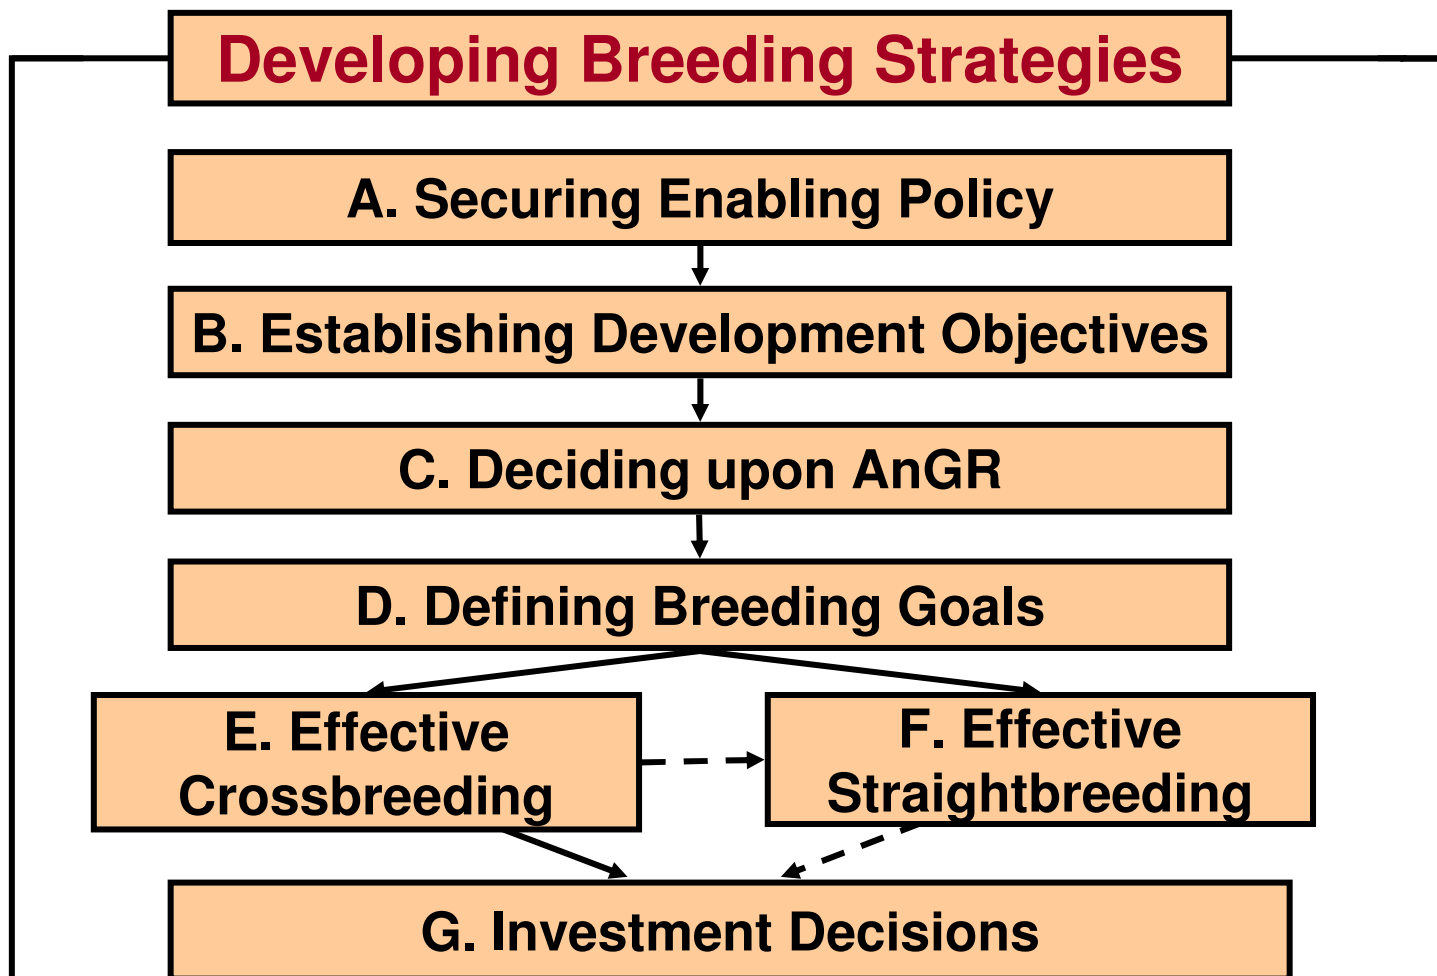 Developing Breeding Strategies
A. Securing Enabling Policy
B. Establishing Development Objectives
C. Deciding upon AnGR
D. Defining Breeding Goals
E. Effective
Crossbreeding
F. Effective
Straightbreeding
G. Investment Decisions